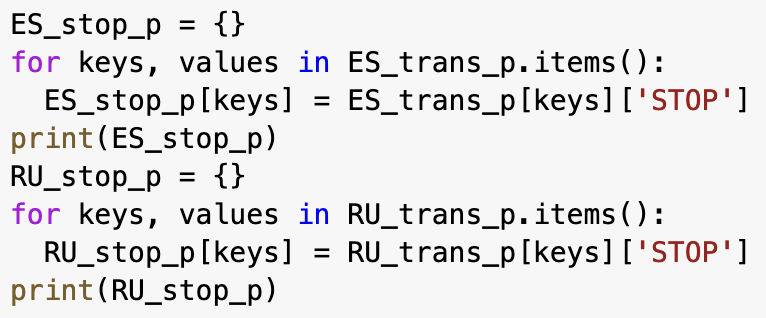 ES_stop_p = {}
for keys, values in ES_trans_p.items():
  ES_stop_p[keys] = ES_trans_p[keys]['STOP']
print(ES_stop_p)
RU_stop_p = {}
for keys, values in RU_trans_p.items():
  RU_stop_p[keys] = RU_trans_p[keys]['STOP']
print(RU_stop_p)